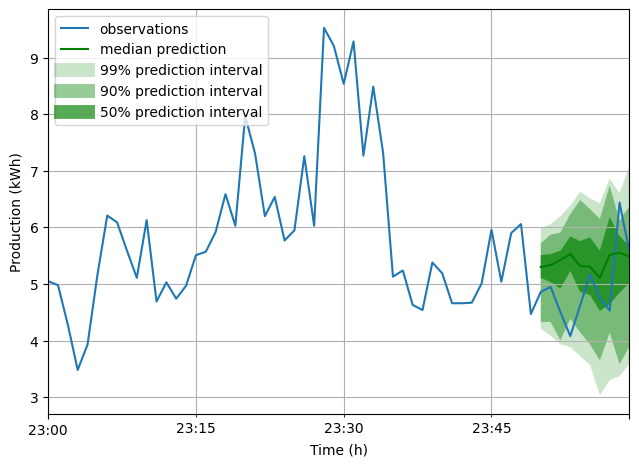 observations
median prediction
99% prediction interval
90% prediction interval
50% prediction interval
9
8
7
6
5
4
3
Production (kWh)
23:00
23:15
23:30
23:45
Time (h)